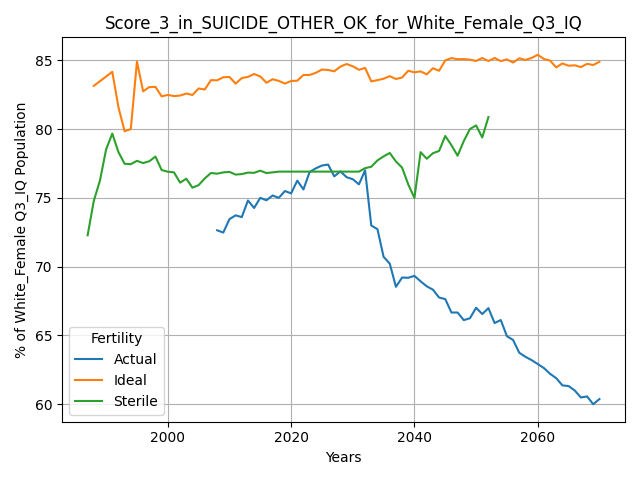 Score_3_in_SUICIDE_OTHER_OK_for_White_Female_Q3_IQ
% of White_Female Q3_IQ Population
85
80
75
70
65
60
Fertility
Actual
Ideal
Sterile
2000 2020 2040 2060
Years